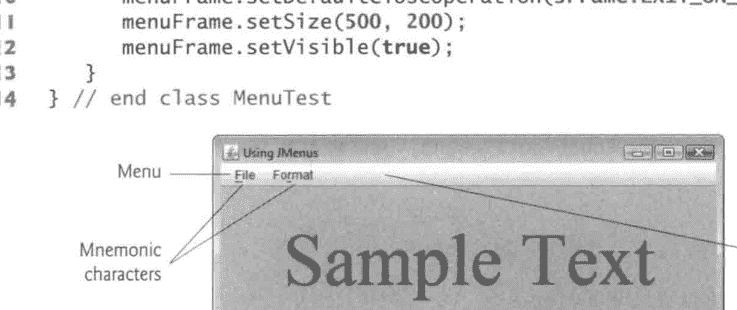 menuFrame.setSize(500, 200);
menuFrame.setVisible(true);
}
} // end class MenuTest
Using JMenus
Menu
File Format
Mnemonic
characters
Sample Text